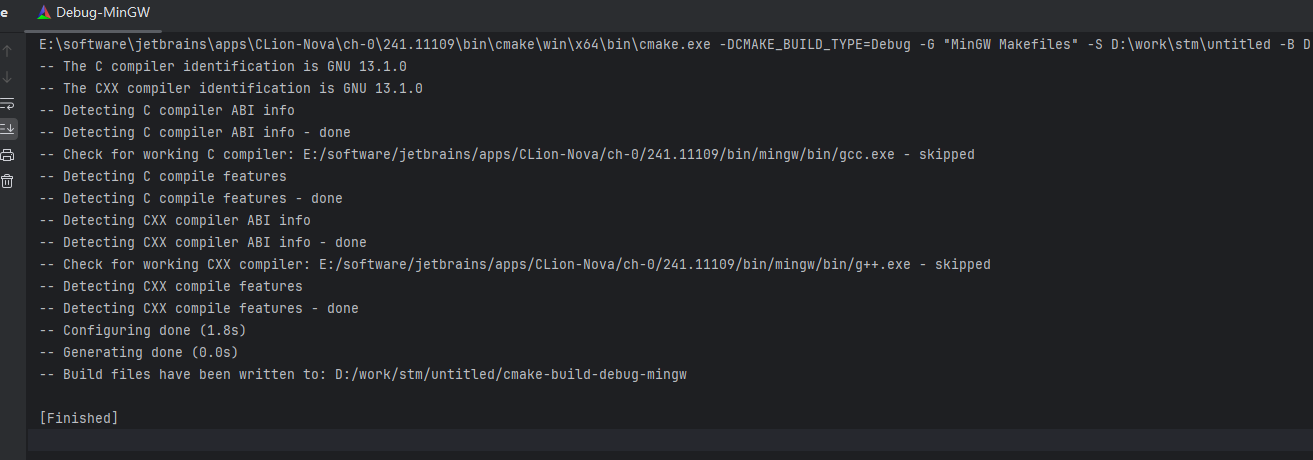 e
Debug-MinGW
E:\software\jetbrains\apps\CLion-Nova\ch-0\241.11109\bin\cmake\win\x64\bin\cmake.exe -DCMAKE_BUILD_TYPE=Debug -G "MinGW Makefiles" -S D:\work\stm\untitled -B D
-- The C compiler identification is GNU 13.1.0
-- The CXX compiler identification is GNU 13.1.0
-- Detecting C compiler ABI info
-- Detecting C compiler ABI info - done
-- Check for working C compiler: E:/software/jetbrains/apps/CLion-Nova/ch-0/241.11109/bin/mingw/bin/gcc.exe - skipped
-- Detecting C compile features
-- Detecting C compile features - done
-- Detecting CXX compiler ABI info
-- Detecting CXX compiler ABI info - done
-- Check for working CXX compiler: E:/software/jetbrains/apps/CLion-Nova/ch-0/241.11109/bin/mingw/bin/g++.exe - skipped
-- Detecting CXX compile features
-- Detecting CXX compile features - done
-- Configuring done (1.8s)
-- Generating done (0.0s)
-- Build files have been written to: D:/work/stm/untitled/cmake-build-debug-mingw
[Finished]